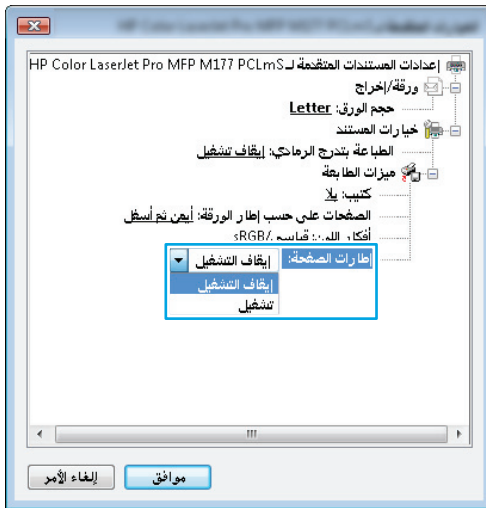 إعدادات المستندات المتقدمة لـ HP Color LaserJet Pro MFP M177 PCLmS
ورقة/إخراج
حجم الورق: Letter
خيارات المستند
الطباعة بتدرج الرمادي: إيقاف تشغيل
ميزات الطابعة
كتيب: بلا
الصفحات على حسب إطار الورقة: أيمن ثم أسفل
أفكار اللون: قياسي/sRGB
إطارات الصفحة: إيقاف التشغيل
إيقاف التشغيل
تشغيل
موافق
إلغاء الأمر